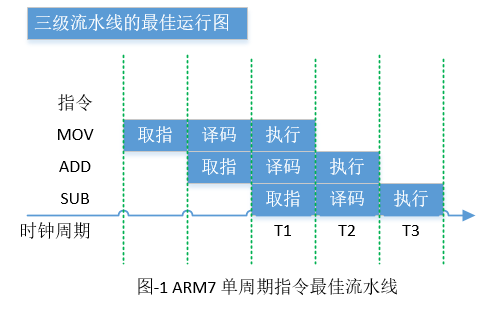 三级流水线的最佳运行图
指令
MOV 取指 译码 执行
ADD 取指 译码 执行
SUB 取指 译码 执行
时钟周期 T1 T2 T3
图-1 ARM7 单周期指令最佳流水线